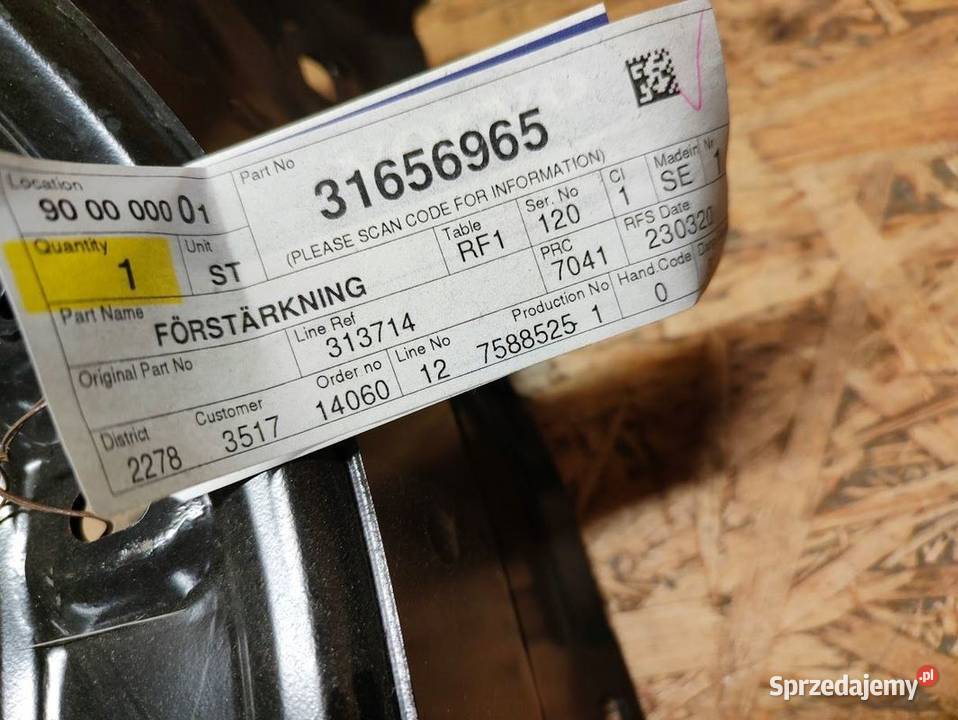 Location
90 00 000 01
Part No
31656965
(PLEASE SCAN CODE FOR INFORMATION)
Quantity
1
Unit
ST
Table
RF1
Ser. No
120
CI
1
Madein
SE
Nr
1
Part Name
FÖRSTÄRKNING
PRC
7041
RFS Date
230320
Original Part No
Line Ref
313714
Production No
7588525 1
Hand.Code
0
District
2278
Customer
3517
Order no
14060
Line No
12
Sprzedajemy.pl